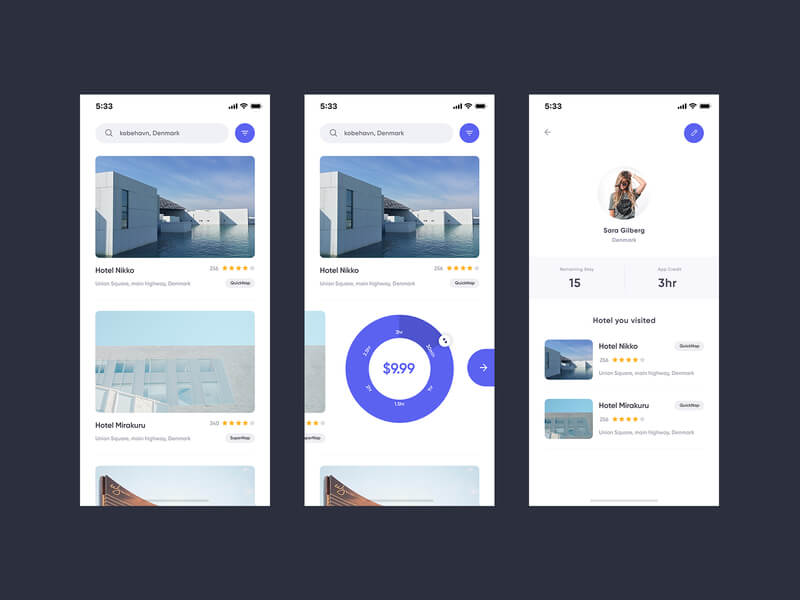 5:33
kobehavn, Denmark
Hotel Nikko
256
Union Square, main highway, Denmark
QuickNap
Hotel Mirakuru
340
Union Square, main highway, Denmark
SuperNap
5:33
kobehavn, Denmark
Hotel Nikko
256
Union Square, main highway, Denmark
QuickNap
3hr
30min
1hr
1.5hr
2hr
2.5hr
$9.99
perNap
5:33
Sara Gilberg
Denmark
Remaining Stay
App Credit
15
3hr
Hotel you visited
Hotel Nikko
QuickNap
256
Union Square, main highway, Denmark
Hotel Mirakuru
QuickNap
256
Union Square, main highway, Denmark